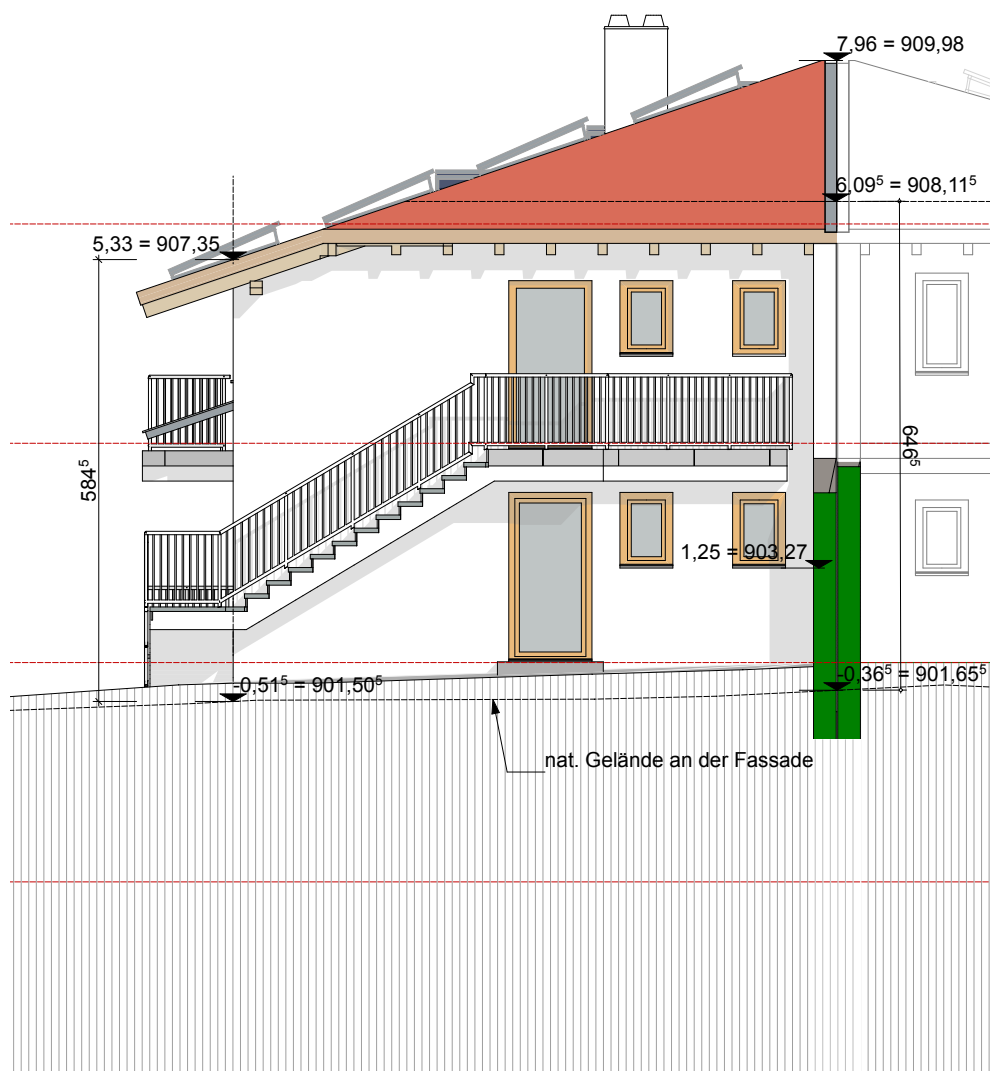 7,96 = 909,98
6,09⁵ = 908,11⁵
5,33 = 907,35
584⁵
646⁵
1,25 = 903,27
-0,51⁵ = 901,50⁵
-0,36⁵ = 901,65⁵
nat. Gelände an der Fassade